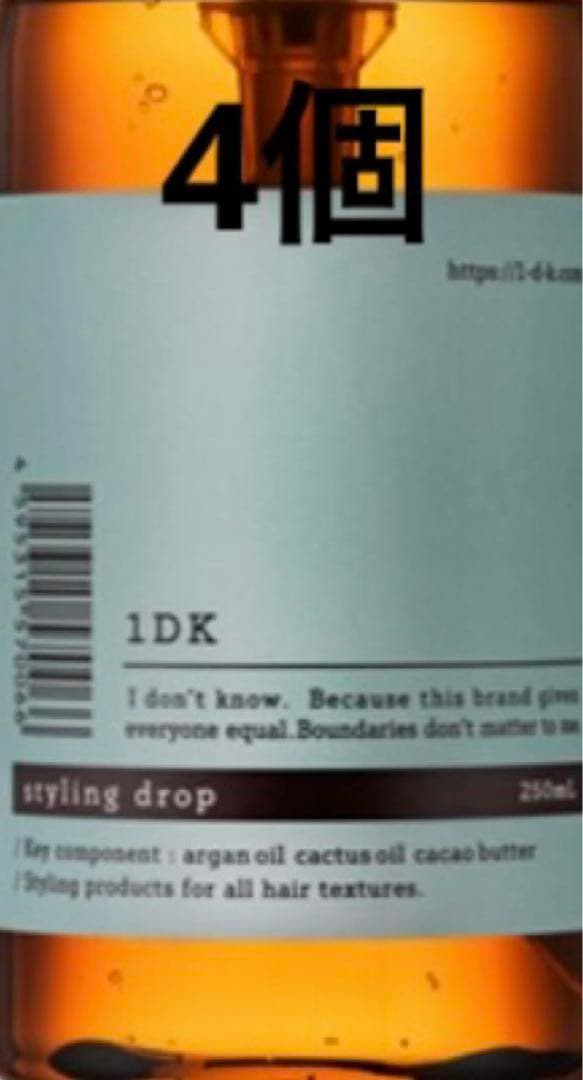 4個
1DK
I don't know. Because this brand gives
everyone equal.Boundaries don't matter to me
styling drop 250mL
/ Key component : argan oil cactus oil cacao butter
/ Styling products for all hair textures.